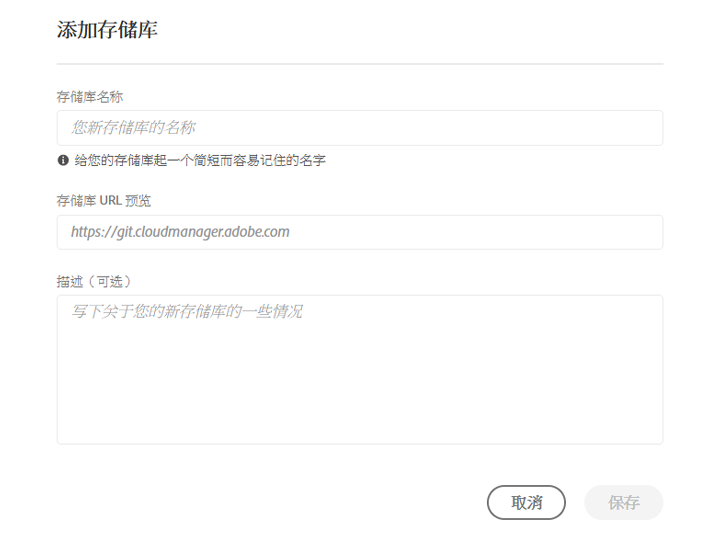 添加存储库
存储库名称
您新存储库的名称
给您的存储库起一个简短而容易记住的名字
存储库 URL 预览
https://git.cloudmanager.adobe.com
描述（可选）
写下关于您的新存储库的一些情况
取消
保存